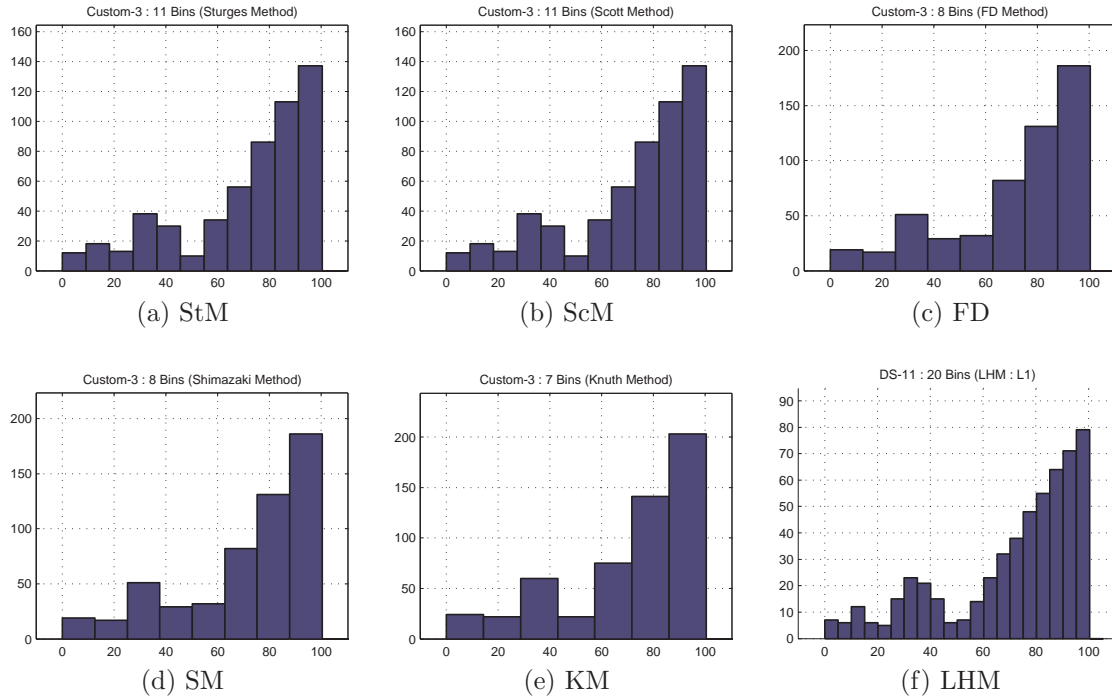 Custom-3 : 11 Bins (Sturges Method)
160
140
120
100
80
60
40
20
0
0 20 40 60 80 100
(a) StM
Custom-3 : 11 Bins (Scott Method)
160
140
120
100
80
60
40
20
0
0 20 40 60 80 100
(b) ScM
Custom-3 : 8 Bins (FD Method)
200
150
100
50
0
0 20 40 60 80 100
(c) FD
Custom-3 : 8 Bins (Shimazaki Method)
200
150
100
50
0
0 20 40 60 80 100
(d) SM
Custom-3 : 7 Bins (Knuth Method)
200
150
100
50
0
0 20 40 60 80 100
(e) KM
DS-11 : 20 Bins (LHM : L1)
90
80
70
60
50
40
30
20
10
0
0 20 40 60 80 100
(f) LHM